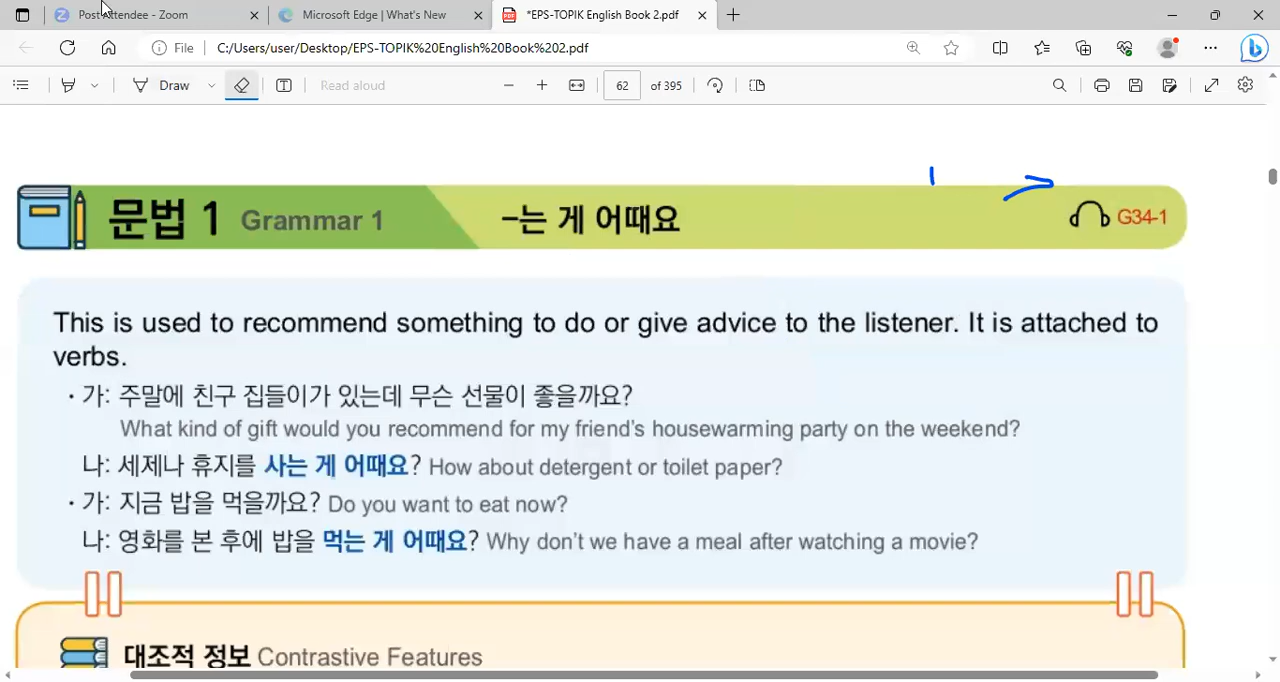 Post Attendee - Zoom
Microsoft Edge | What's New
*EPS-TOPIK English Book 2.pdf
File
C:/Users/user/Desktop/EPS-TOPIK%20English%20Book%202.pdf
Draw
Read aloud
62 of 395
문법 1 Grammar 1
-는 게 어때요
G34-1
This is used to recommend something to do or give advice to the listener. It is attached to
verbs.
· 가: 주말에 친구 집들이가 있는데 무슨 선물이 좋을까요?
What kind of gift would you recommend for my friend's housewarming party on the weekend?
나: 세제나 휴지를 사는 게 어때요? How about detergent or toilet paper?
· 가: 지금 밥을 먹을까요? Do you want to eat now?
나: 영화를 본 후에 밥을 먹는 게 어때요? Why don't we have a meal after watching a movie?
대조적 정보 Contrastive Features